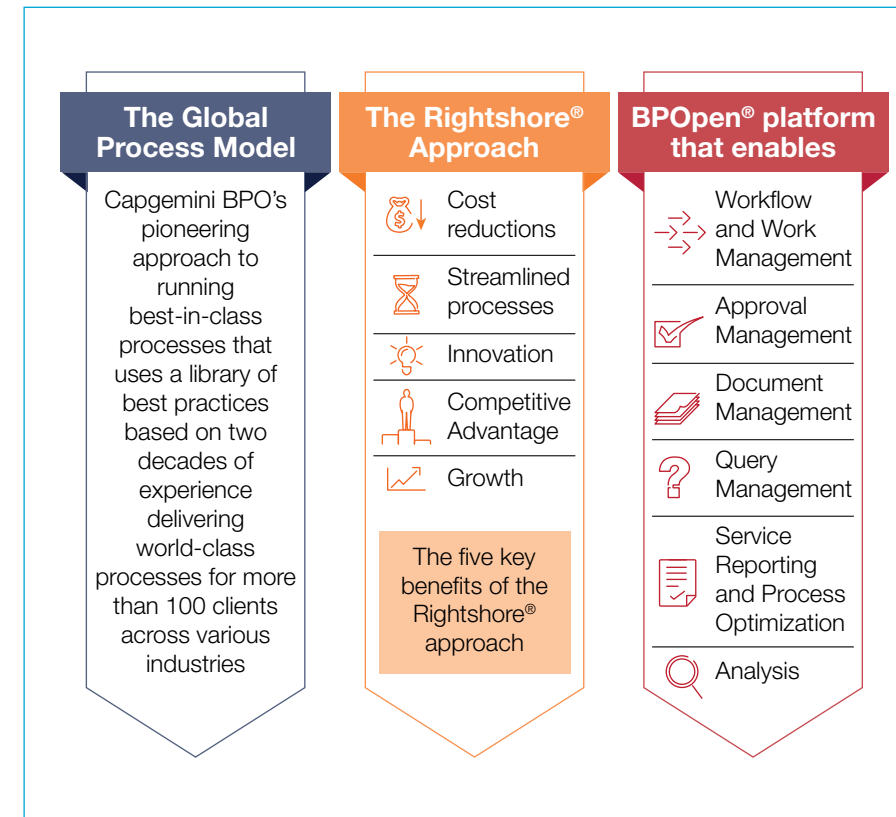 The Global
Process Model
Capgemini BPO’s
pioneering
approach to
running
best-in-class
processes that
uses a library of
best practices
based on two
decades of
experience
delivering
world-class
processes for more
than 100 clients
across various
industries
The Rightshore®
Approach
Cost
reductions
Streamlined
processes
Innovation
Competitive
Advantage
Growth
The five key
benefits of the
Rightshore®
approach
BPOpen® platform
that enables
Workflow
and Work
Management
Approval
Management
Document
Management
Query
Management
Service
Reporting
and Process
Optimization
Analysis